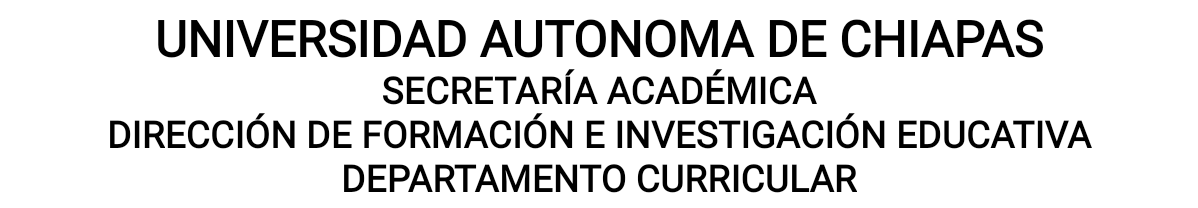 UNIVERSIDAD AUTONOMA DE CHIAPAS
SECRETARÍA ACADÉMICA
DIRECCIÓN DE FORMACIÓN E INVESTIGACIÓN EDUCATIVA
DEPARTAMENTO CURRICULAR